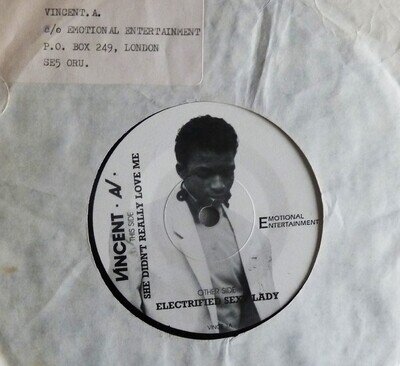 VINCENT.A.
c/o EMOTIONAL ENTERTAINMENT
P.O. BOX 249, LONDON
SE5 ORU.
VINCENT · A ·
THIS SIDE
SHE DIDN'T REALLY LOVE ME
EMOTIONAL
ENTERTAINMENT
OTHER SIDE
ELECTRIFIED SEXY LADY